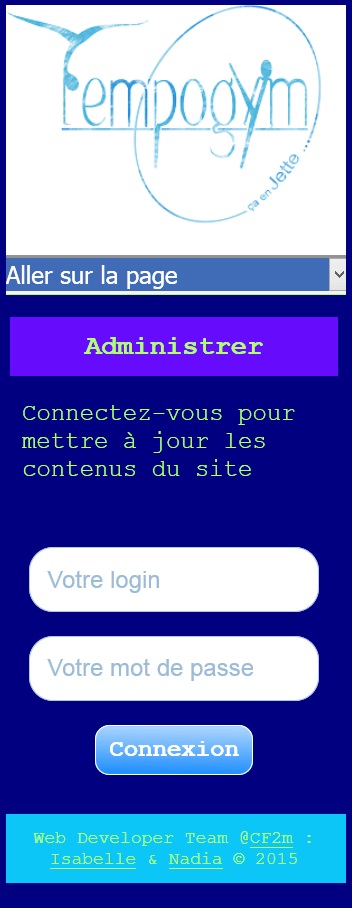 Tempogym
ça en Jette ...
Aller sur la page
Administrer
Connectez-vous pour
mettre à jour les
contenus du site
Votre login
Votre mot de passe
Connexion
Web Developer Team @CF2m :
Isabelle & Nadia © 2015